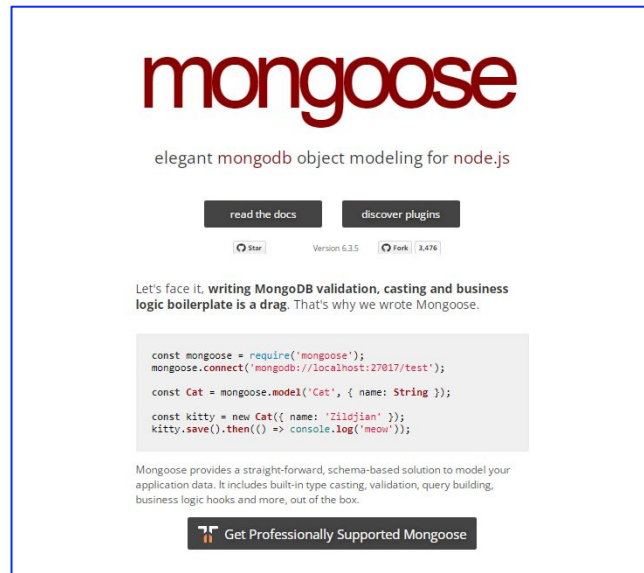 mongoose
elegant mongodb object modeling for node.js
read the docs discover plugins
Star Version 6.3.5 Fork 3,476
Let's face it, writing MongoDB validation, casting and business
logic boilerplate is a drag. That's why we wrote Mongoose.
const mongoose = require('mongoose');
mongoose.connect('mongodb://localhost:27017/test');
const Cat = mongoose.model('Cat', { name: String });
const kitty = new Cat({ name: 'Zildjian' });
kitty.save().then(() => console.log('meow'));
Mongoose provides a straight-forward, schema-based solution to model your
application data. It includes built-in type casting, validation, query building,
business logic hooks and more, out of the box.
Get Professionally Supported Mongoose